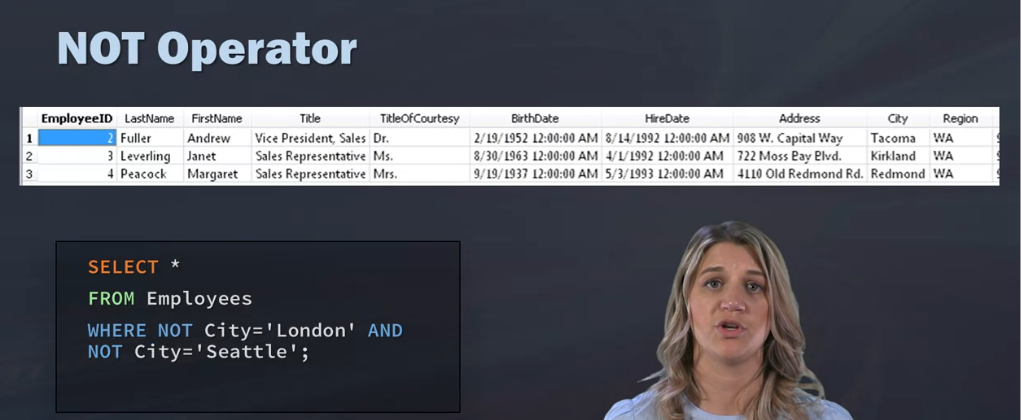 NOT Operator
EmployeeID LastName FirstName Title TitleOfCourtesy BirthDate HireDate Address City Region
1 2 Fuller Andrew Vice President, Sales Dr. 2/19/1952 12:00:00 AM 8/14/1992 12:00:00 AM 908 W. Capital Way Tacoma WA
2 3 Leverling Janet Sales Representative Ms. 8/30/1963 12:00:00 AM 4/1/1992 12:00:00 AM 722 Moss Bay Blvd. Kirkland WA
3 4 Peacock Margaret Sales Representative Mrs. 9/19/1937 12:00:00 AM 5/3/1993 12:00:00 AM 4110 Old Redmond Rd. Redmond WA
SELECT *
FROM Employees
WHERE NOT City='London' AND
NOT City='Seattle';